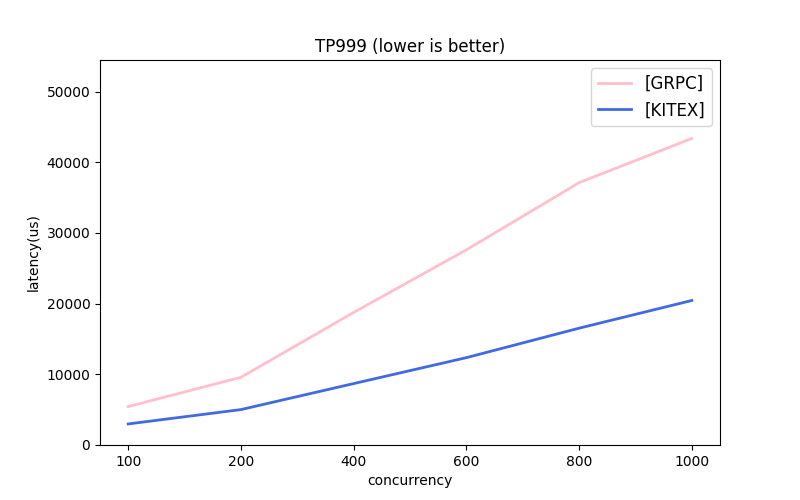 TP999 (lower is better)
[GRPC]
[KITEX]
50000
40000
30000
20000
10000
0
latency(us)
100 200 400 600 800 1000
concurrency